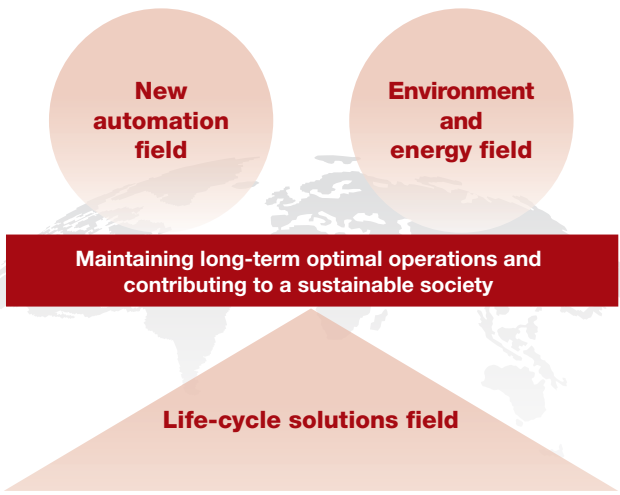 New
automation
field
Environment
and
energy field
Maintaining long-term optimal operations and
contributing to a sustainable society
Life-cycle solutions field